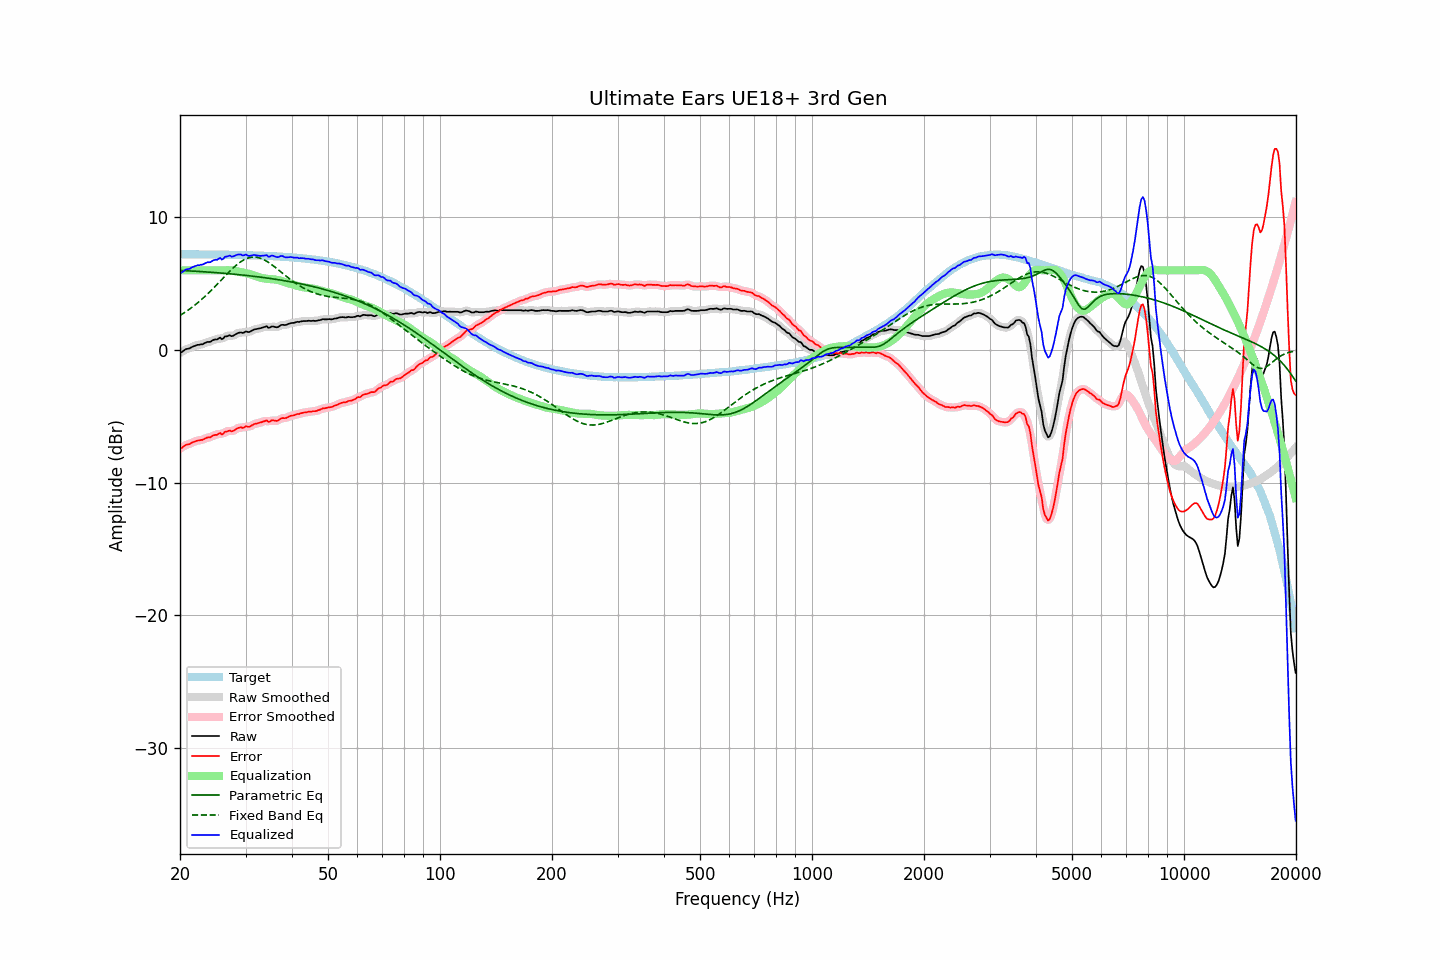 Ultimate Ears UE18+ 3rd Gen
Amplitude (dBr)
10
0
−10
−20
−30
Target
Raw Smoothed
Error Smoothed
Raw
Error
Equalization
Parametric Eq
Fixed Band Eq
Equalized
20
50
100
200
500
1000
2000
5000
10000
20000
Frequency (Hz)